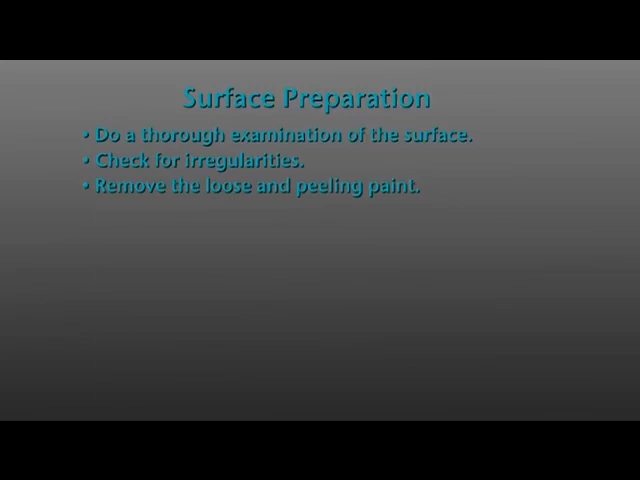 Surface Preparation
• Do a thorough examination of the surface.
• Check for irregularities.
• Remove the loose and peeling paint.